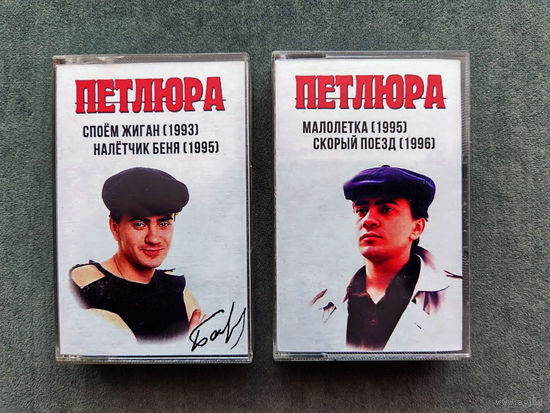 ПЕТЛЮРА
СПОЁМ ЖИГАН (1993)
НАЛЁТЧИК БЕНЯ (1995)
ПЕТЛЮРА
МАЛОЛЕТКА (1995)
СКОРЫЙ ПОЕЗД (1996)